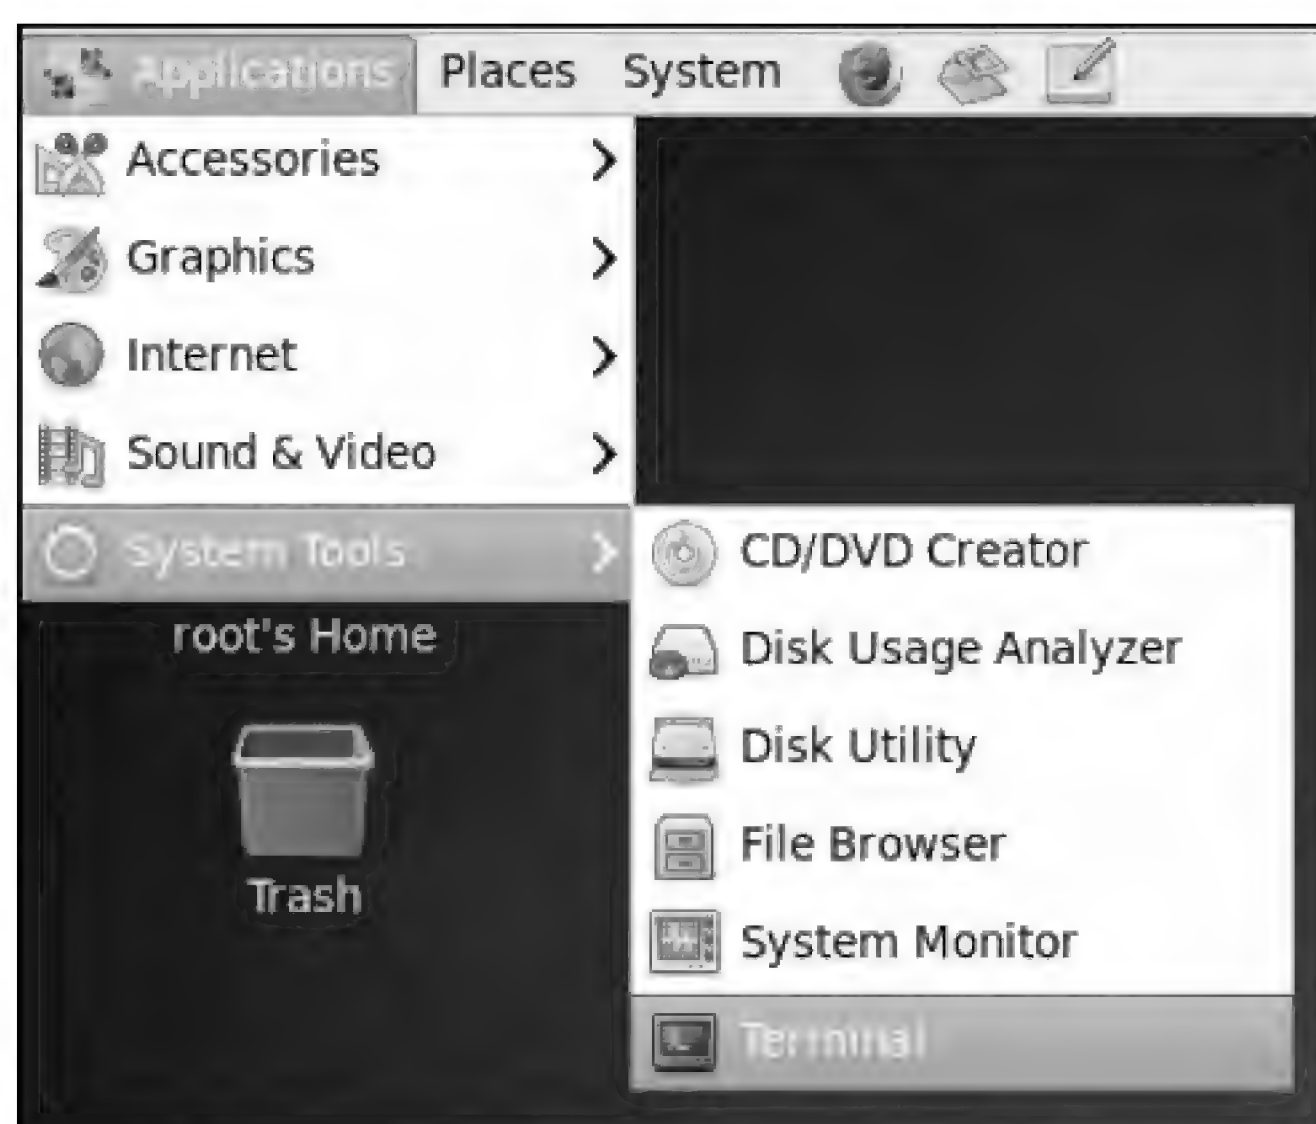 Applications Places System
Accessories
Graphics
Internet
Sound & Video
System Tools
CD/DVD Creator
Disk Usage Analyzer
Disk Utility
File Browser
System Monitor
Terminal
root's Home
Trash